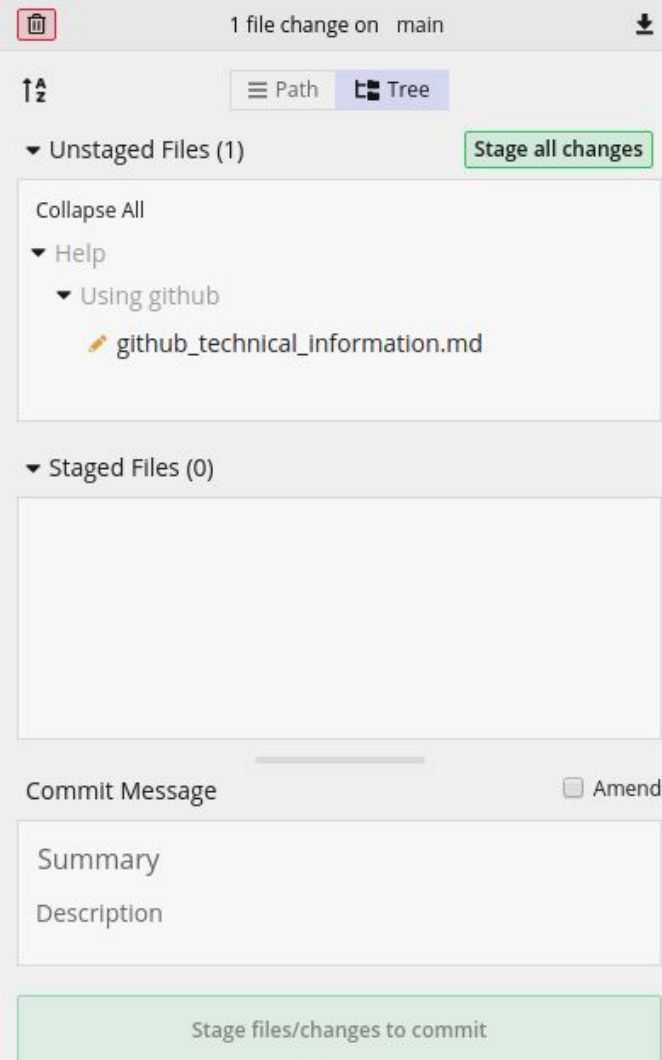 1 file change on main
Path Tree
Unstaged Files (1) Stage all changes
Collapse All
Help
Using github
github_technical_information.md
Staged Files (0)
Commit Message Amend
Summary
Description
Stage files/changes to commit